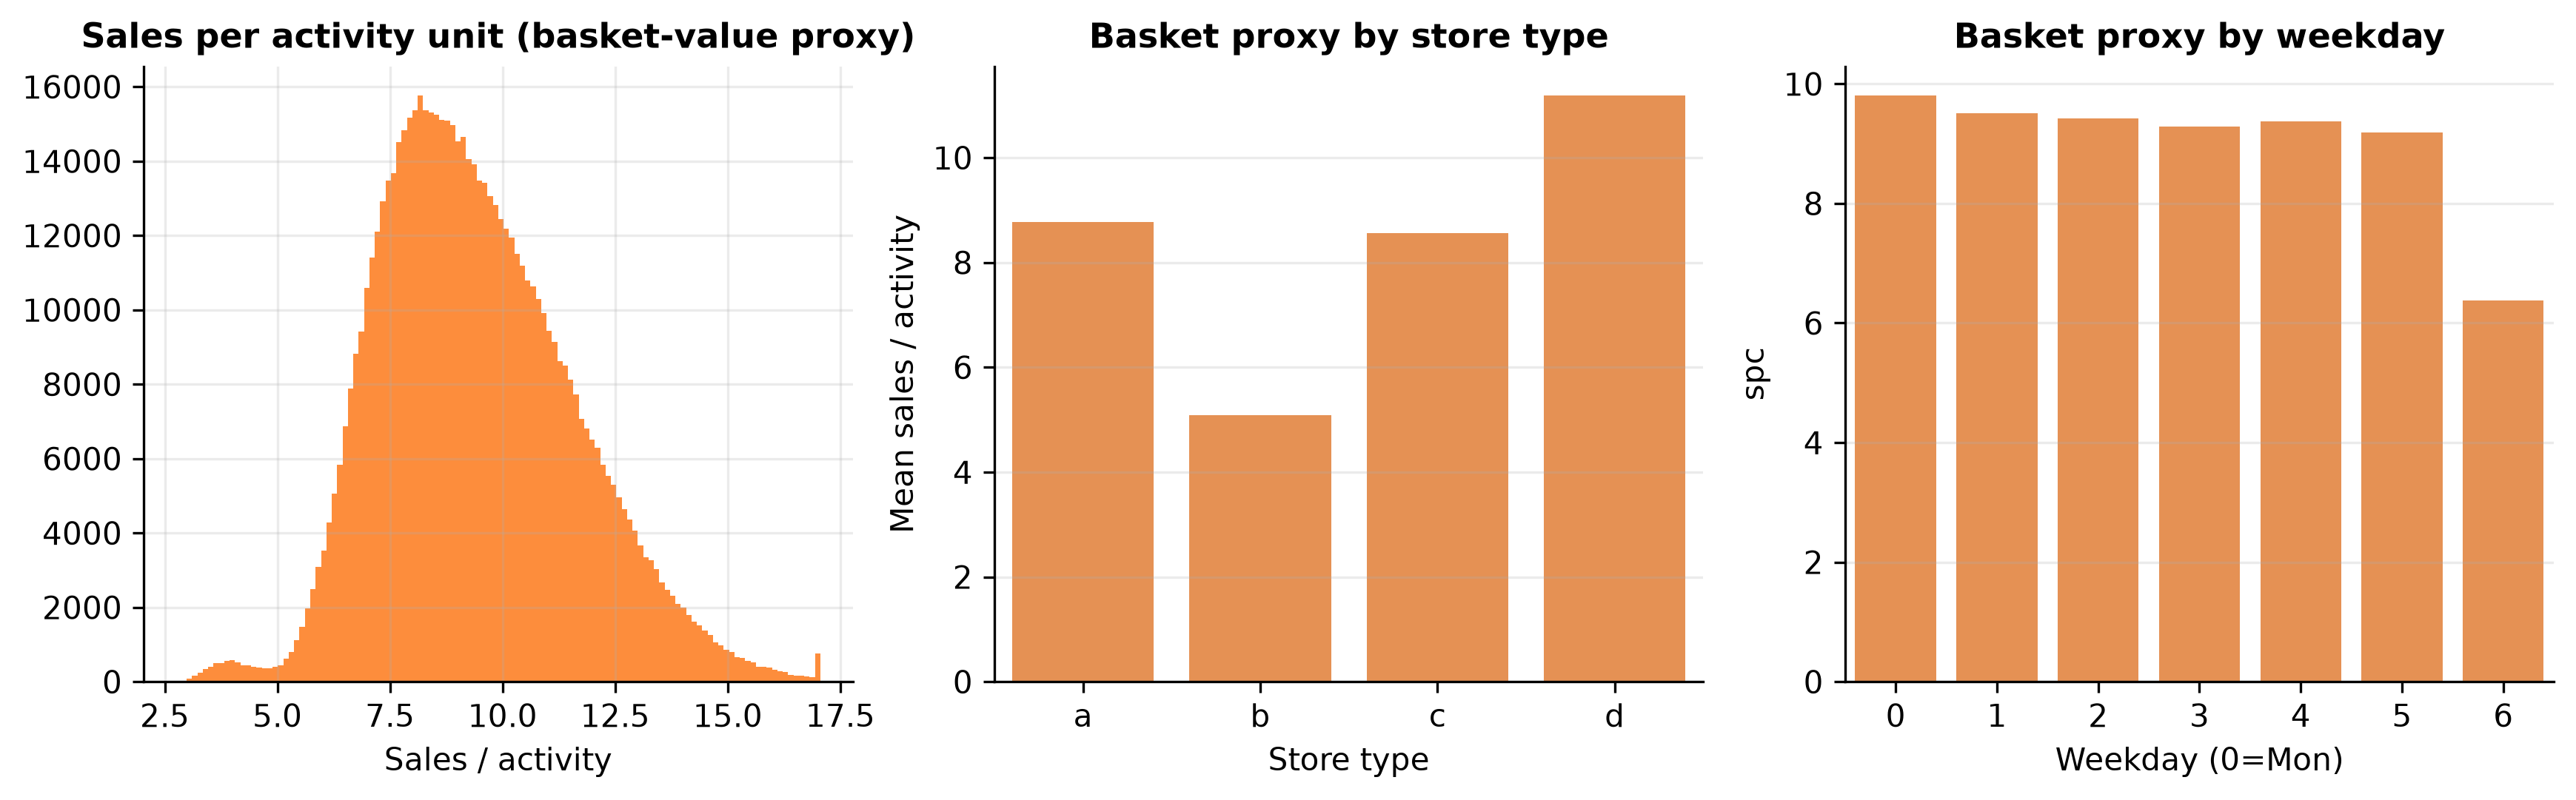 Sales per activity unit (basket-value proxy)
16000
14000
12000
10000
8000
6000
4000
2000
0
2.5 5.0 7.5 10.0 12.5 15.0 17.5
Sales / activity
Basket proxy by store type
Mean sales / activity
10
8
6
4
2
0
a b c d
Store type
Basket proxy by weekday
spc
10
8
6
4
2
0
0 1 2 3 4 5 6
Weekday (0=Mon)